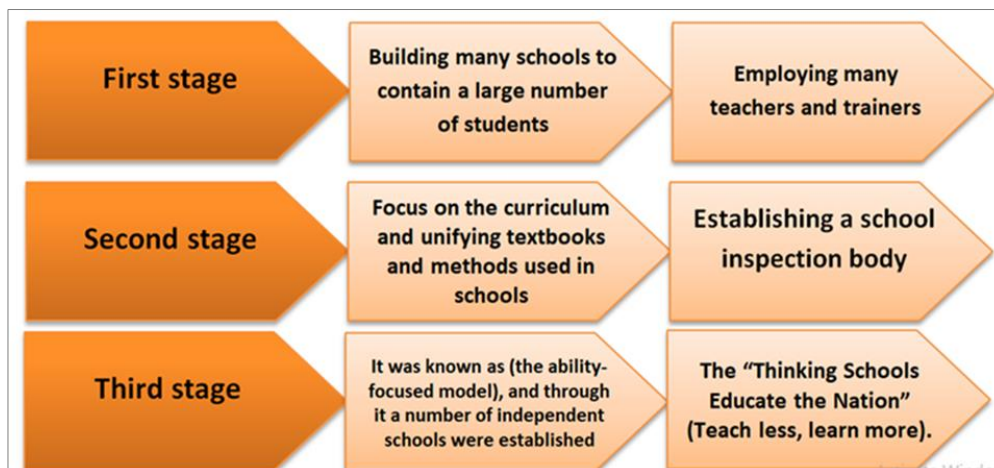 First stage
Building many schools to
contain a large number
of students
Employing many
teachers and trainers
Second stage
Focus on the curriculum
and unifying textbooks
and methods used in
schools
Establishing a school
inspection body
Third stage
It was known as (the ability-
focused model), and through
it a number of independent
schools were established
The “Thinking Schools
Educate the Nation”
(Teach less, learn more).